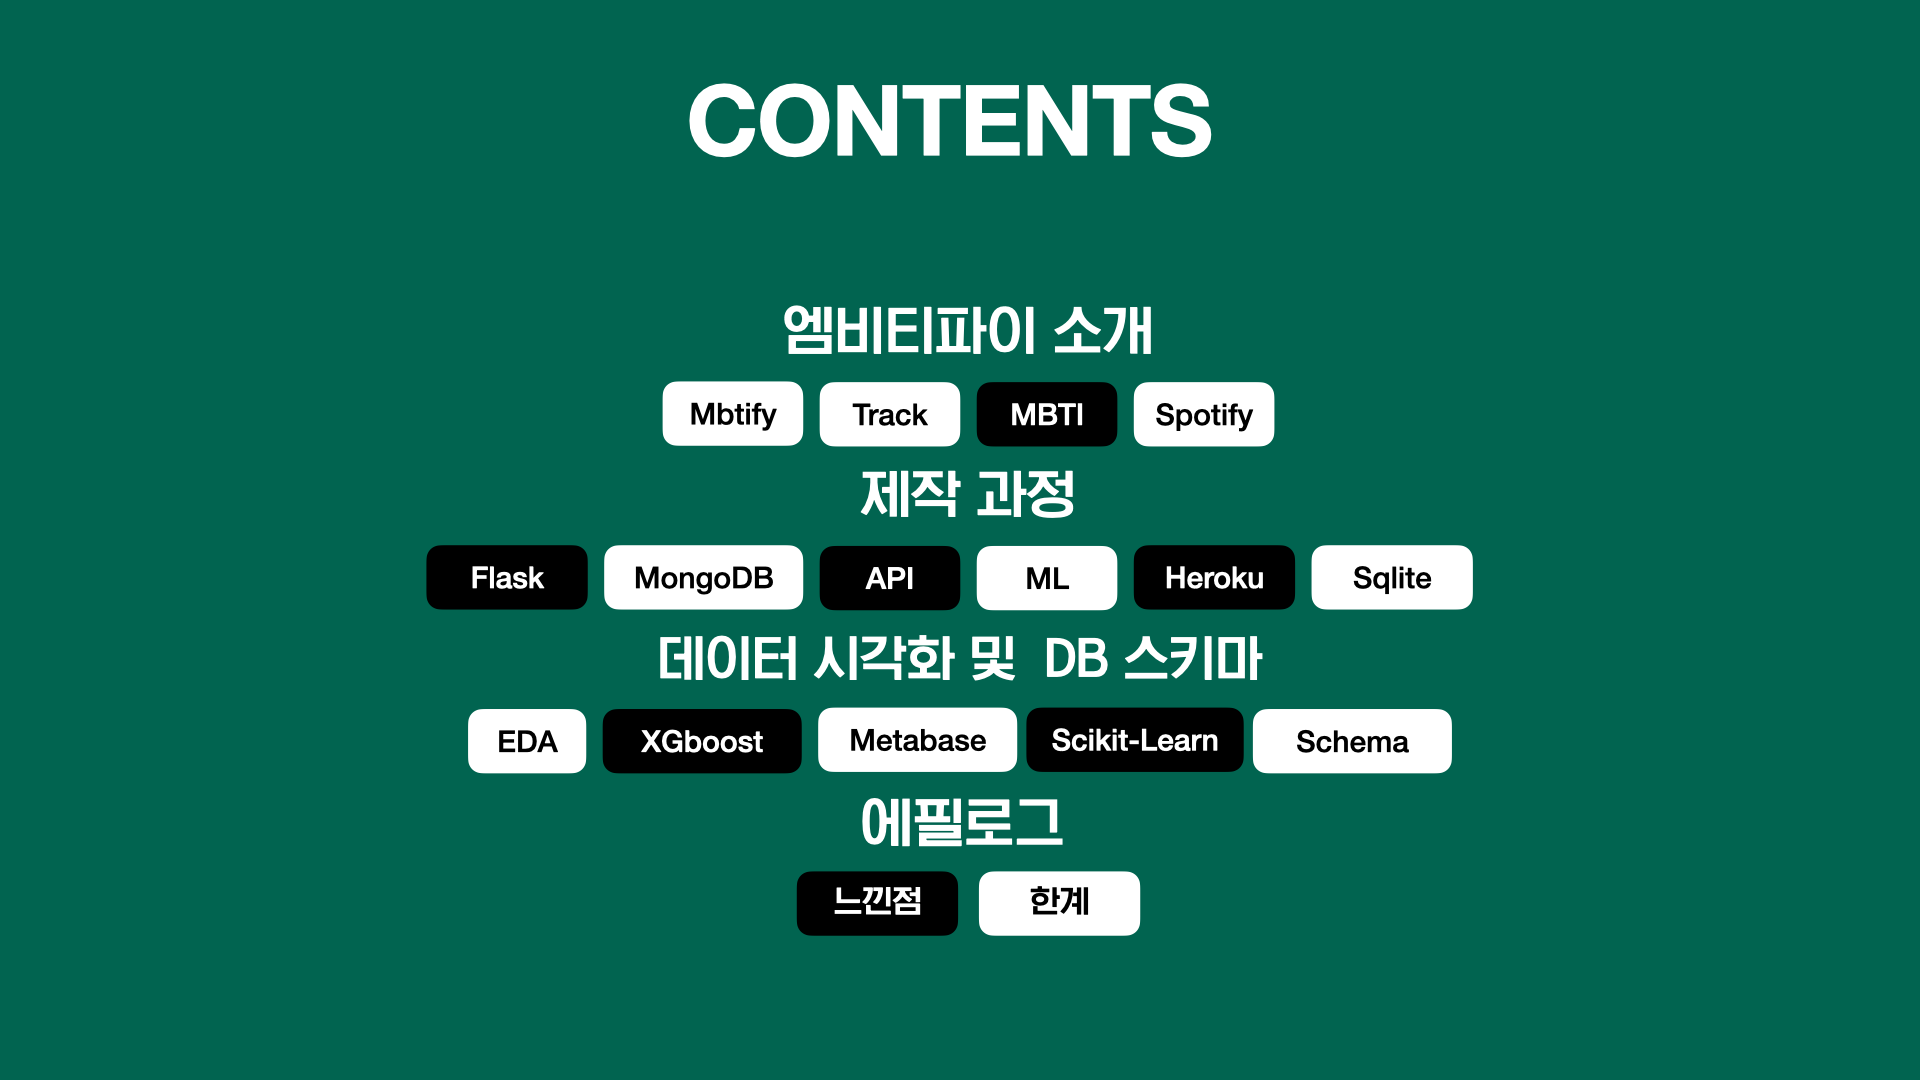 CONTENTS
엠비티파이 소개
Mbtify Track MBTI Spotify
제작 과정
Flask MongoDB API ML Heroku Sqlite
데이터 시각화 및 DB 스키마
EDA XGboost Metabase Scikit-Learn Schema
에필로그
느낀점 한계